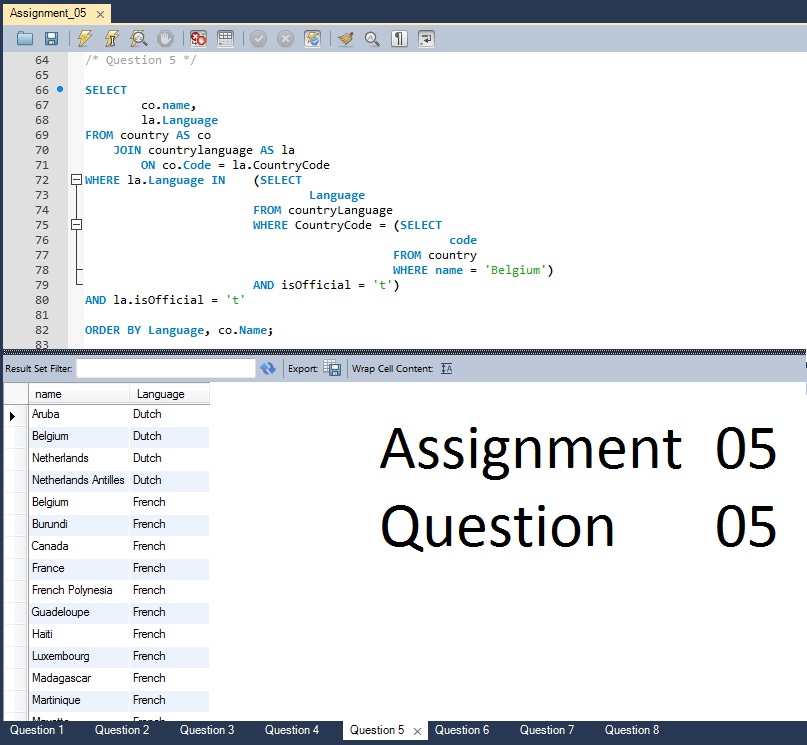 Assignment_05
64 /* Question 5 */
65
66 SELECT
67 co.name,
68 la.Language
69 FROM country AS co
70 JOIN countrylanguage AS la
71 ON co.Code = la.CountryCode
72 WHERE la.Language IN (SELECT
73 Language
74 FROM countryLanguage
75 WHERE CountryCode = (SELECT
76 code
77 FROM country
78 WHERE name = 'Belgium')
79 AND isOfficial = 't')
80 AND la.isOfficial = 't'
81
82 ORDER BY Language, co.Name;
83
Result Set Filter: Export: Wrap Cell Content:
name Language
Aruba Dutch
Belgium Dutch
Netherlands Dutch
Netherlands Antilles Dutch
Belgium French
Burundi French
Canada French
France French
French Polynesia French
Guadeloupe French
Haiti French
Luxembourg French
Madagascar French
Martinique French
Assignment 05
Question 05
Question 1 Question 2 Question 3 Question 4 Question 5 Question 6 Question 7 Question 8